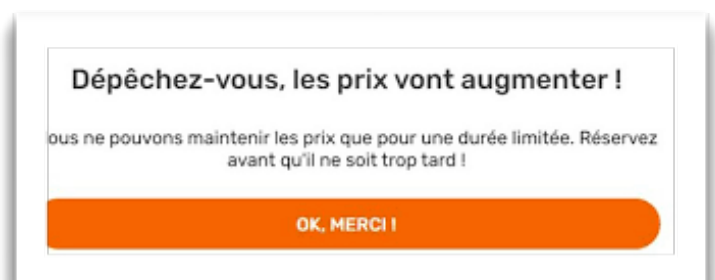 Dépêchez-vous, les prix vont augmenter !
ous ne pouvons maintenir les prix que pour une durée limitée. Réservez
avant qu'il ne soit trop tard !
OK, MERCI !